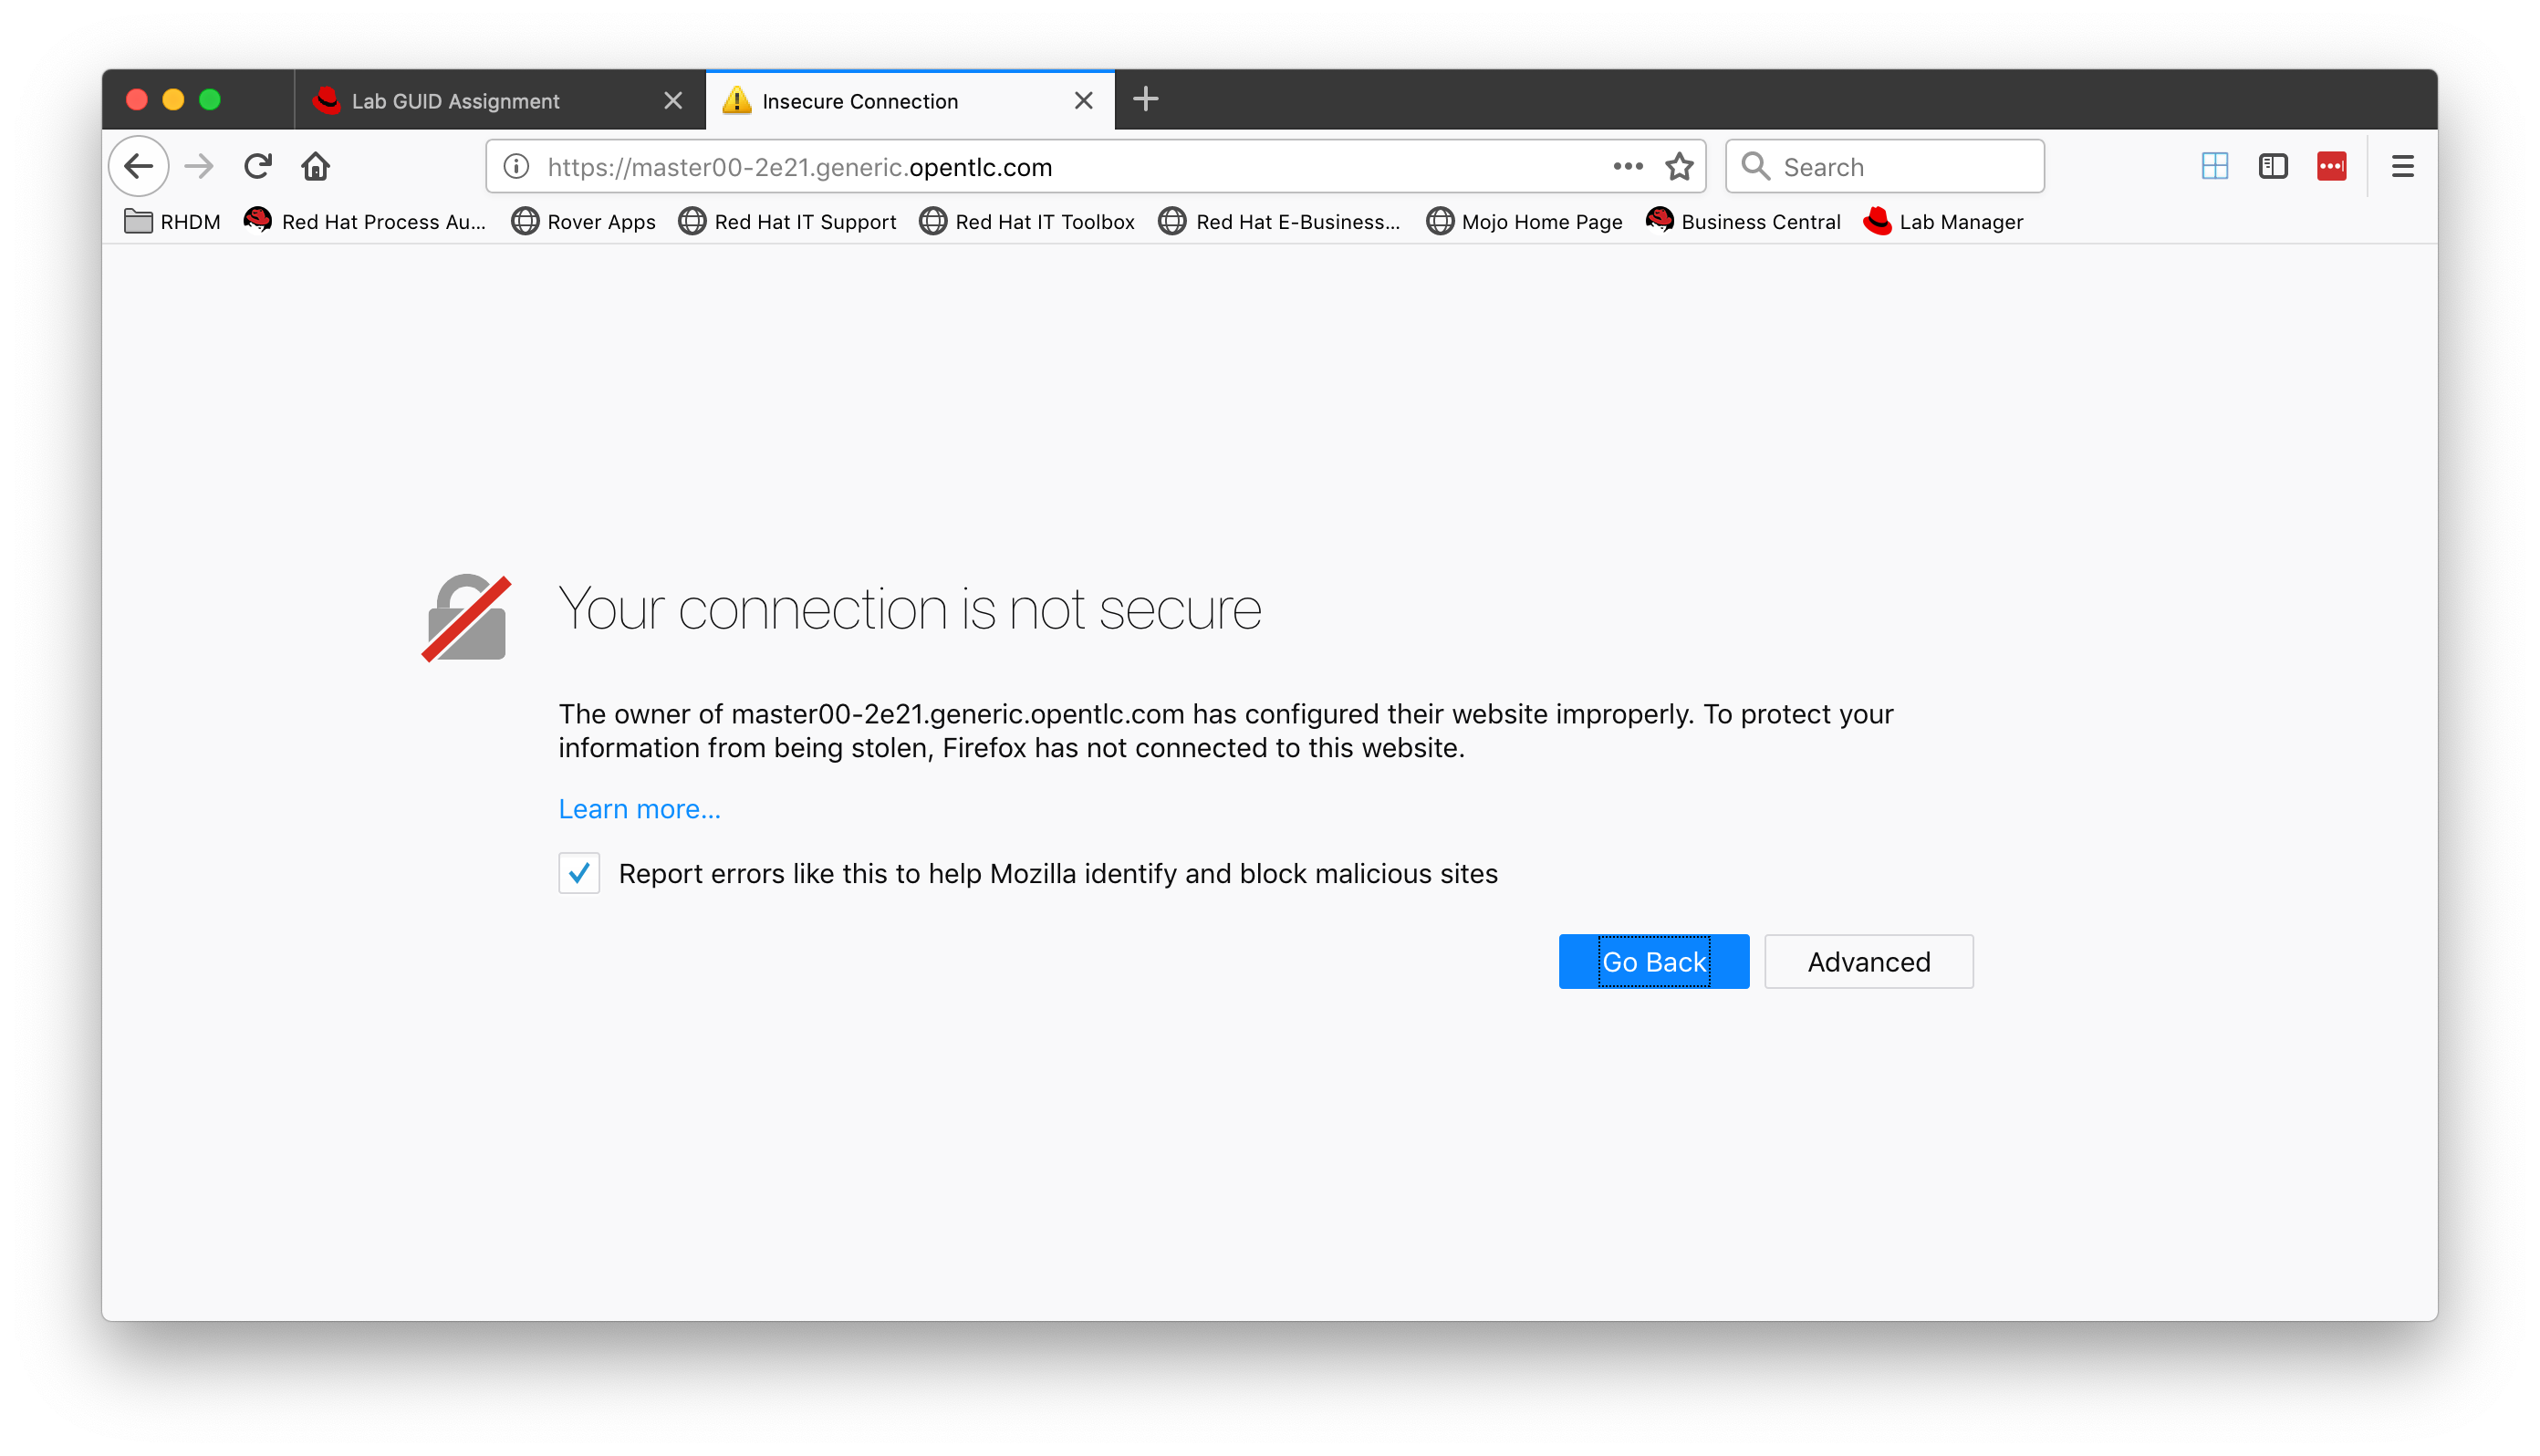 Lab GUID Assignment
Insecure Connection
https://master00-2e21.generic.opentlc.com
Search
RHDM
Red Hat Process Au...
Rover Apps
Red Hat IT Support
Red Hat IT Toolbox
Red Hat E-Business...
Mojo Home Page
Business Central
Lab Manager
Your connection is not secure
The owner of master00-2e21.generic.opentlc.com has configured their website improperly. To protect your
information from being stolen, Firefox has not connected to this website.
Learn more...
Report errors like this to help Mozilla identify and block malicious sites
Go Back
Advanced